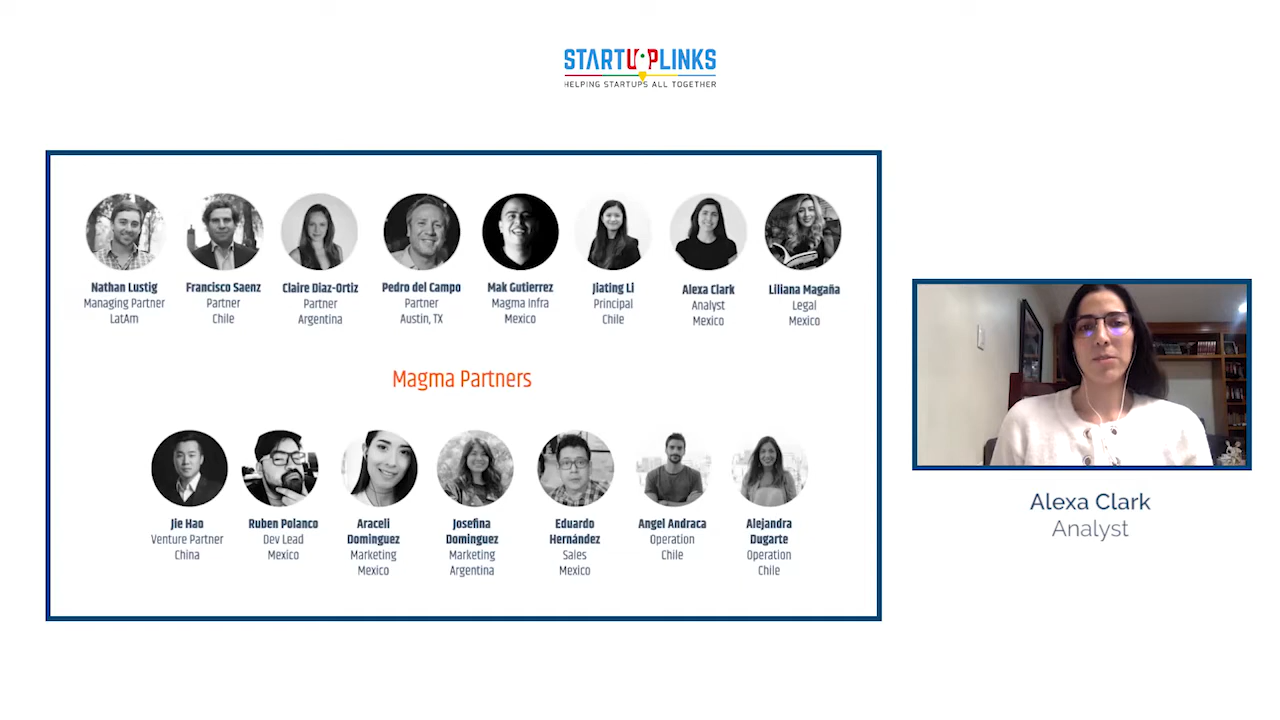 STARTUPLINKS
HELPING STARTUPS ALL TOGETHER
Nathan Lustig
Managing Partner
LatAm
Francisco Saenz
Partner
Chile
Claire Diaz-Ortiz
Partner
Argentina
Pedro del Campo
Partner
Austin, TX
Mak Gutierrez
Magma Infra
Mexico
Jiating Li
Principal
Chile
Alexa Clark
Analyst
Mexico
Liliana Magaña
Legal
Mexico
Magma Partners
Jie Hao
Venture Partner
China
Ruben Polanco
Dev Lead
Mexico
Araceli
Dominguez
Marketing
Mexico
Josefina
Dominguez
Marketing
Argentina
Eduardo
Hernández
Sales
Mexico
Angel Andraca
Operation
Chile
Alejandra
Dugarte
Operation
Chile
Alexa Clark
Analyst